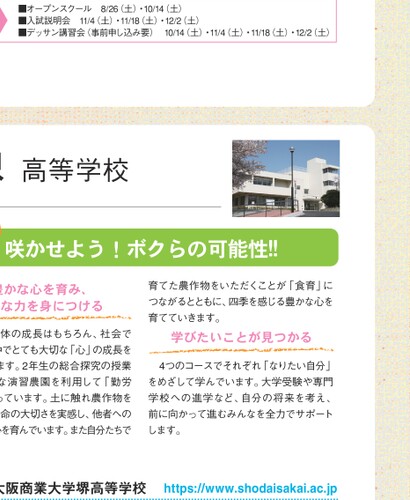 ■オープンスクール 8/26(土)・10/14(土)
■入試説明会 11/4(土)・11/18(土)・12/2(土)
■デッサン講習会(事前申し込み要) 10/14(土)・11/4(土)・11/18(土)・12/2(土)
高等学校
咲かせよう！ボクらの可能性!!
豊かな心を育み、
な力を身につける
体の成長はもちろん、社会で
中でとても大切な「心」の成長を
ます。2年生の総合探究の授業
な演習農園を利用して「勤労
っています。土に触れ農作物を
命の大切さを実感し、他者への
いを育んでいます。また自分たちで
育てた農作物をいただくことが「食育」に
つながるとともに、四季を感じる豊かな心を
育てていきます。
学びたいことが見つかる
4つのコースでそれぞれ「なりたい自分」
をめざして学んでいます。大学受験や専門
学校への進学など、自分の将来を考え、
前に向かって進むみんなを全力でサポート
します。
大阪商業大学堺高等学校 https://www.shodaisakai.ac.jp